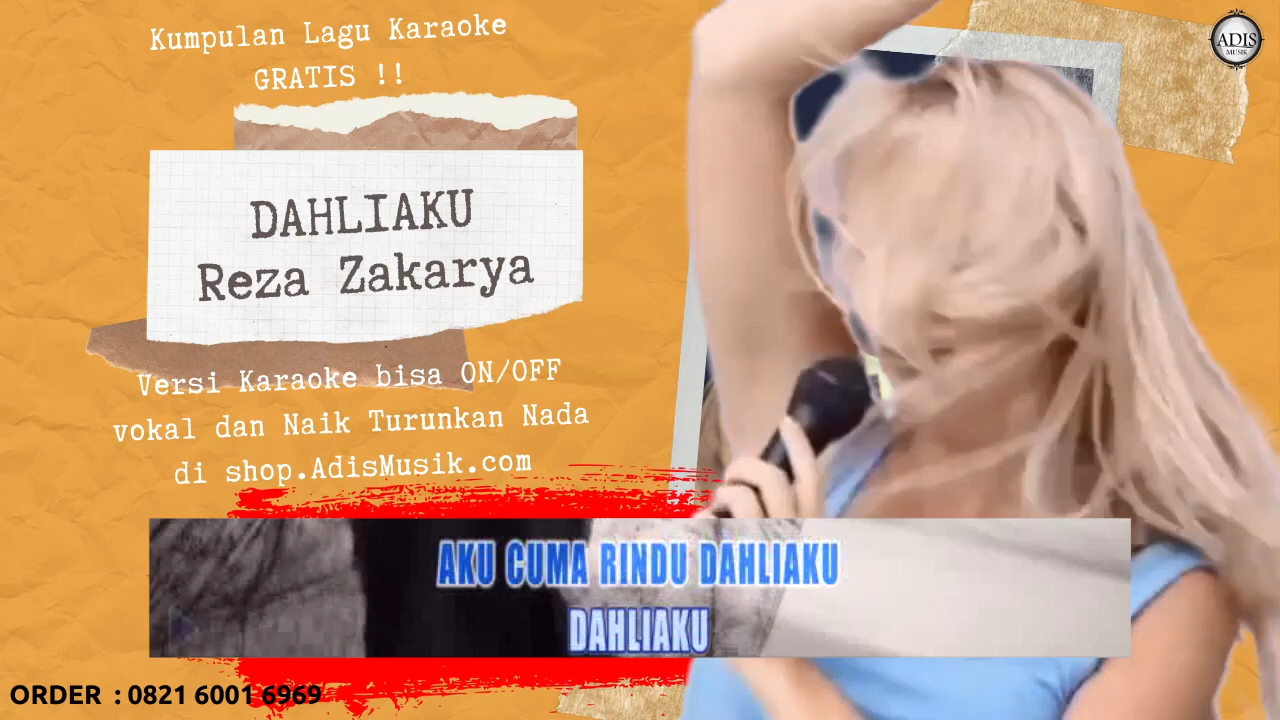 Kumpulan Lagu Karaoke
GRATIS !!
DAHLIAKU
Reza Zakarya
Versi Karaoke bisa ON/OFF
vokal dan Naik Turunkan Nada
di shop.AdisMusik.com
AKU CUMA RINDU DAHLIAKU
DAHLIAKU
ORDER : 0821 6001 6969
ADIS
MUSIK